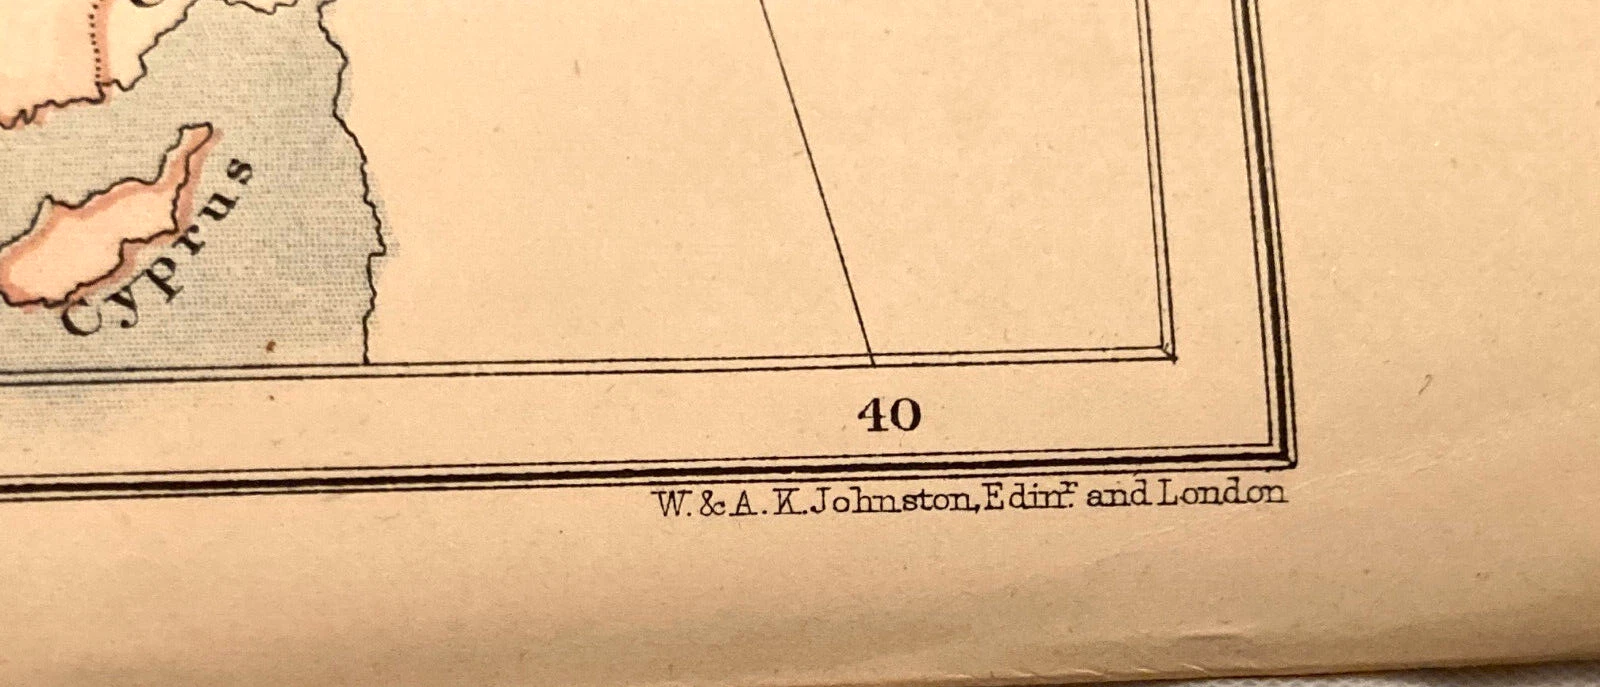 Cyprus
40
W. & A. K. Johnston, Edinr. and London